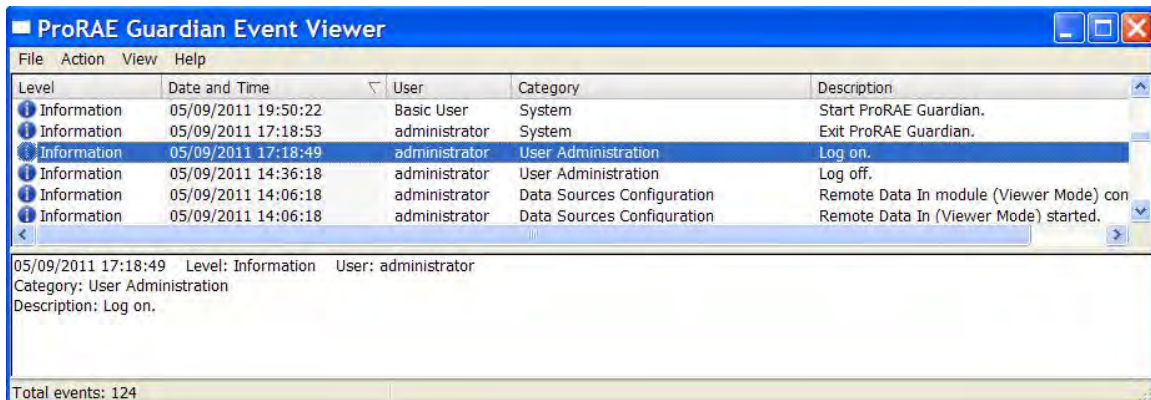 ProRAE Guardian Event Viewer
File Action View Help
Level Date and Time User Category Description
Information 05/09/2011 19:50:22 Basic User System Start ProRAE Guardian.
Information 05/09/2011 17:18:53 administrator System Exit ProRAE Guardian.
Information 05/09/2011 17:18:49 administrator User Administration Log on.
Information 05/09/2011 14:36:18 administrator User Administration Log off.
Information 05/09/2011 14:06:18 administrator Data Sources Configuration Remote Data In module (Viewer Mode) con
Information 05/09/2011 14:06:18 administrator Data Sources Configuration Remote Data In (Viewer Mode) started.
05/09/2011 17:18:49 Level: Information User: administrator
Category: User Administration
Description: Log on.
Total events: 124